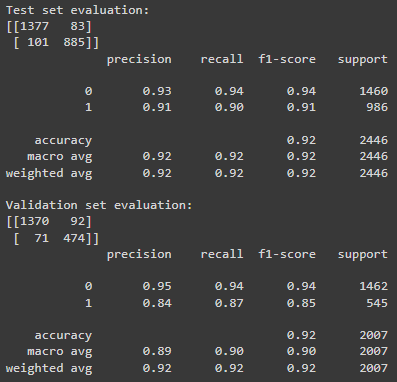 Test set evaluation:
[[1377   83]
 [ 101  885]]
              precision    recall  f1-score   support

           0       0.93      0.94      0.94      1460
           1       0.91      0.90      0.91       986

    accuracy                           0.92      2446
   macro avg       0.92      0.92      0.92      2446
weighted avg       0.92      0.92      0.92      2446

Validation set evaluation:
[[1370   92]
 [  71  474]]
              precision    recall  f1-score   support

           0       0.95      0.94      0.94      1462
           1       0.84      0.87      0.85       545

    accuracy                           0.92      2007
   macro avg       0.89      0.90      0.90      2007
weighted avg       0.92      0.92      0.92      2007